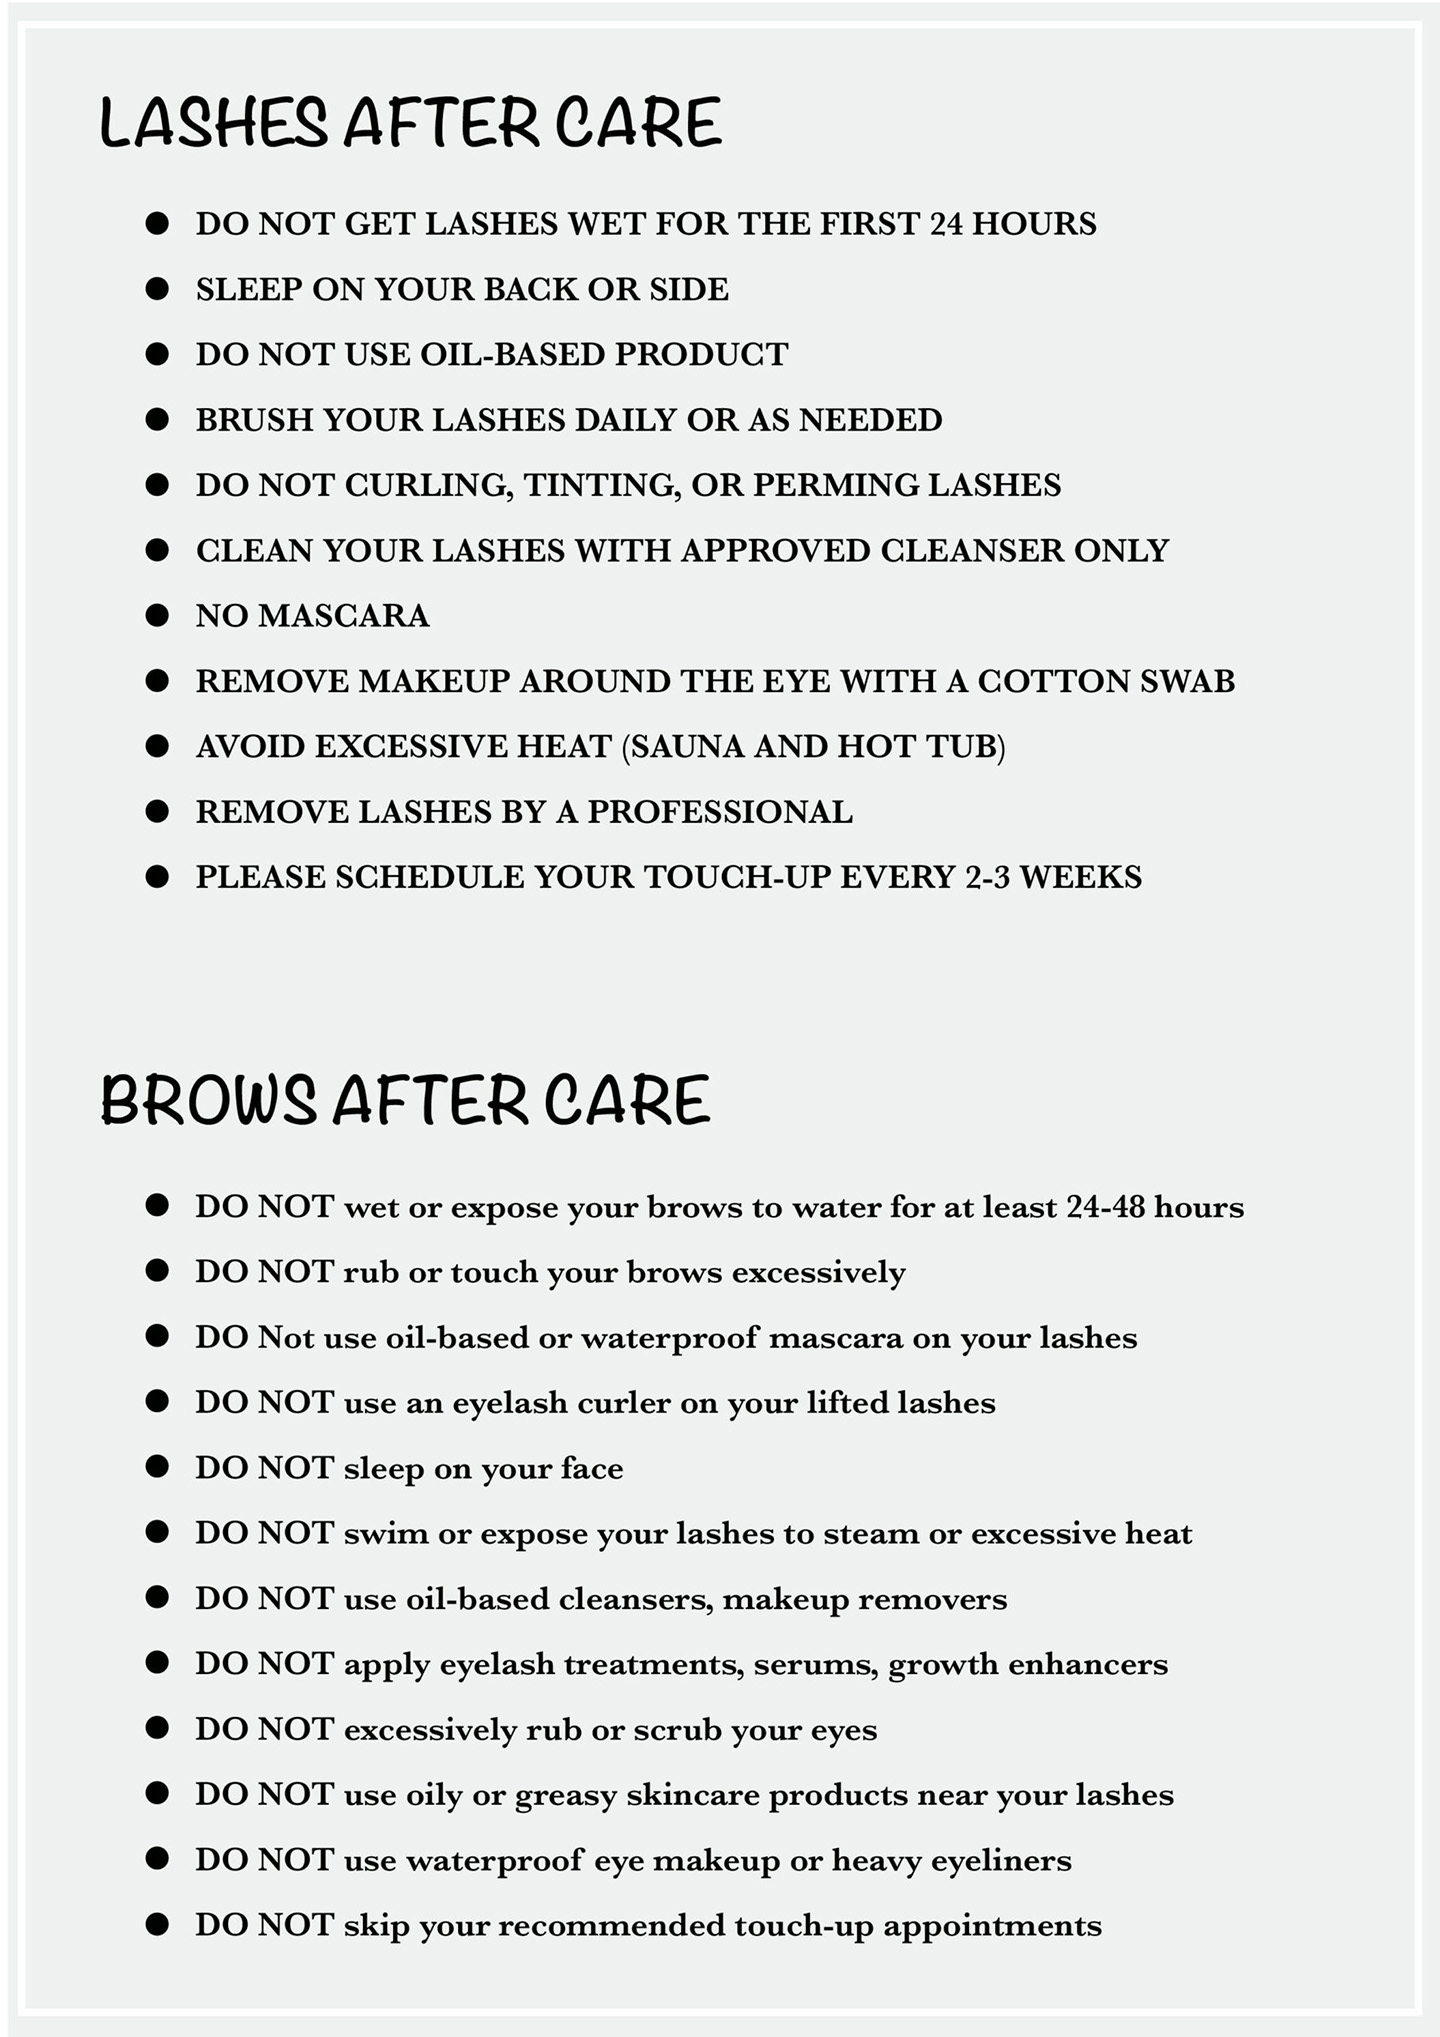 LASHES AFTER CARE
● DO NOT GET LASHES WET FOR THE FIRST 24 HOURS
● SLEEP ON YOUR BACK OR SIDE
● DO NOT USE OIL-BASED PRODUCT
● BRUSH YOUR LASHES DAILY OR AS NEEDED
● DO NOT CURLING, TINTING, OR PERMING LASHES
● CLEAN YOUR LASHES WITH APPROVED CLEANSER ONLY
● NO MASCARA
● REMOVE MAKEUP AROUND THE EYE WITH A COTTON SWAB
● AVOID EXCESSIVE HEAT (SAUNA AND HOT TUB)
● REMOVE LASHES BY A PROFESSIONAL
● PLEASE SCHEDULE YOUR TOUCH-UP EVERY 2-3 WEEKS
BROWS AFTER CARE
● DO NOT wet or expose your brows to water for at least 24-48 hours
● DO NOT rub or touch your brows excessively
● DO Not use oil-based or waterproof mascara on your lashes
● DO NOT use an eyelash curler on your lifted lashes
● DO NOT sleep on your face
● DO NOT swim or expose your lashes to steam or excessive heat
● DO NOT use oil-based cleansers, makeup removers
● DO NOT apply eyelash treatments, serums, growth enhancers
● DO NOT excessively rub or scrub your eyes
● DO NOT use oily or greasy skincare products near your lashes
● DO NOT use waterproof eye makeup or heavy eyeliners
● DO NOT skip your recommended touch-up appointments